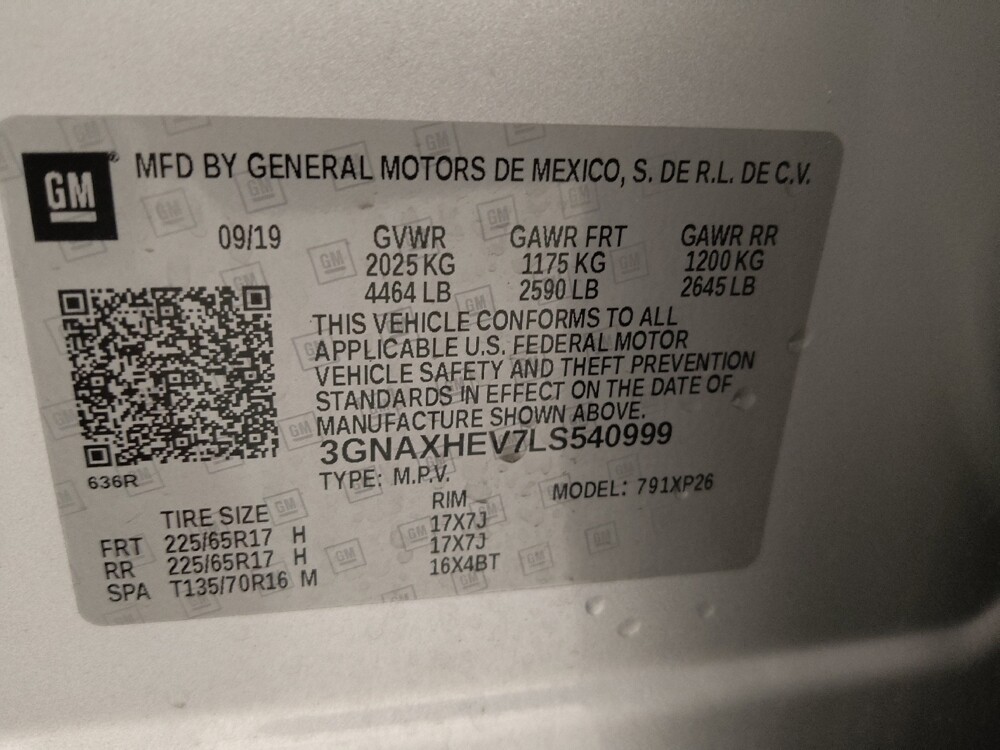 GM® MFD BY GENERAL MOTORS DE MEXICO, S. DE R.L. DE C.V.
09/19 GVWR GAWR FRT GAWR RR
2025 KG 1175 KG 1200 KG
4464 LB 2590 LB 2645 LB
THIS VEHICLE CONFORMS TO ALL
APPLICABLE U.S. FEDERAL MOTOR
VEHICLE SAFETY AND THEFT PREVENTION
STANDARDS IN EFFECT ON THE DATE OF
MANUFACTURE SHOWN ABOVE.
3GNAXHEV7LS540999
636R
TYPE: M.P.V. MODEL: 791XP26
TIRE SIZE RIM
FRT 225/65R17 H 17X7J
RR 225/65R17 H 17X7J
SPA T135/70R16 M 16X4BT